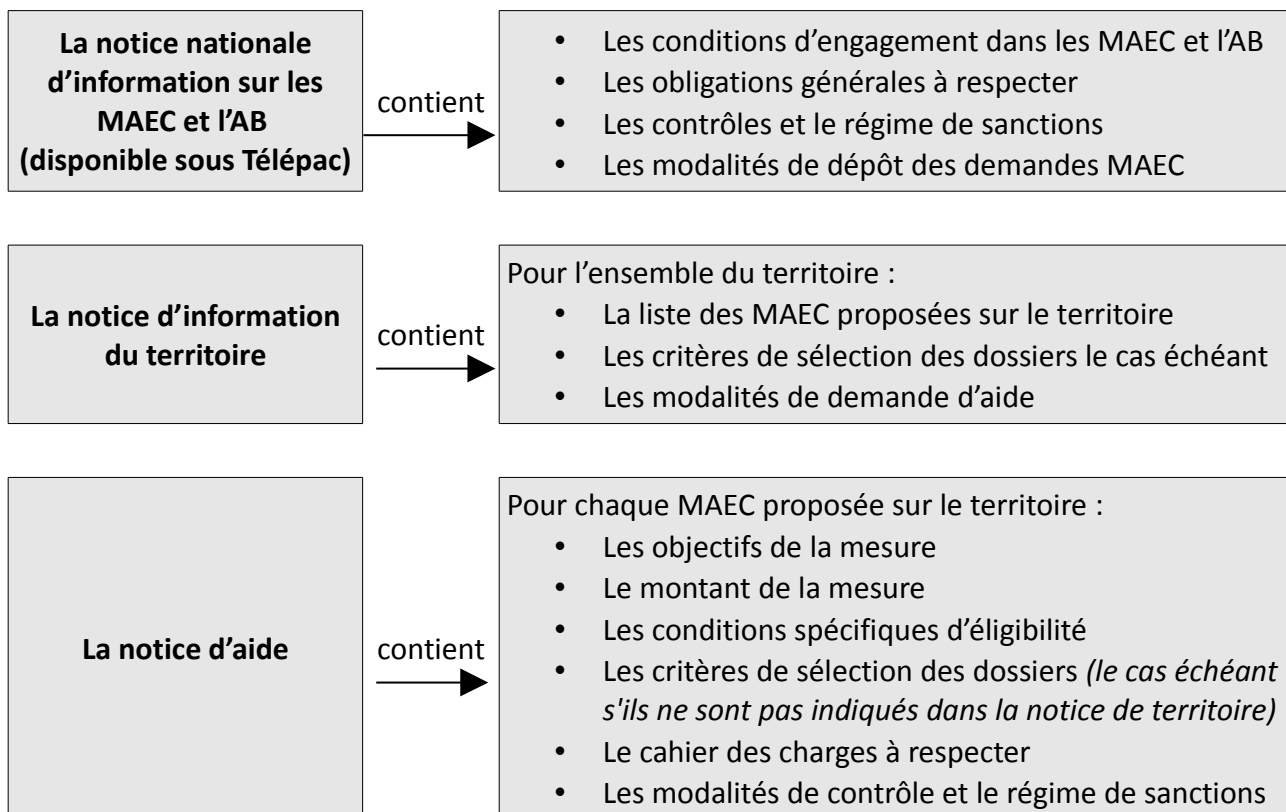 La notice nationale
d’information sur les
MAEC et l’AB
(disponible sous Télépac)
contient
• Les conditions d’engagement dans les MAEC et l’AB
• Les obligations générales à respecter
• Les contrôles et le régime de sanctions
• Les modalités de dépôt des demandes MAEC
La notice d’information
du territoire
contient
Pour l’ensemble du territoire :
• La liste des MAEC proposées sur le territoire
• Les critères de sélection des dossiers le cas échéant
• Les modalités de demande d’aide
La notice d’aide
contient
Pour chaque MAEC proposée sur le territoire :
• Les objectifs de la mesure
• Le montant de la mesure
• Les conditions spécifiques d’éligibilité
• Les critères de sélection des dossiers (le cas échéant
s'ils ne sont pas indiqués dans la notice de territoire)
• Le cahier des charges à respecter
• Les modalités de contrôle et le régime de sanctions